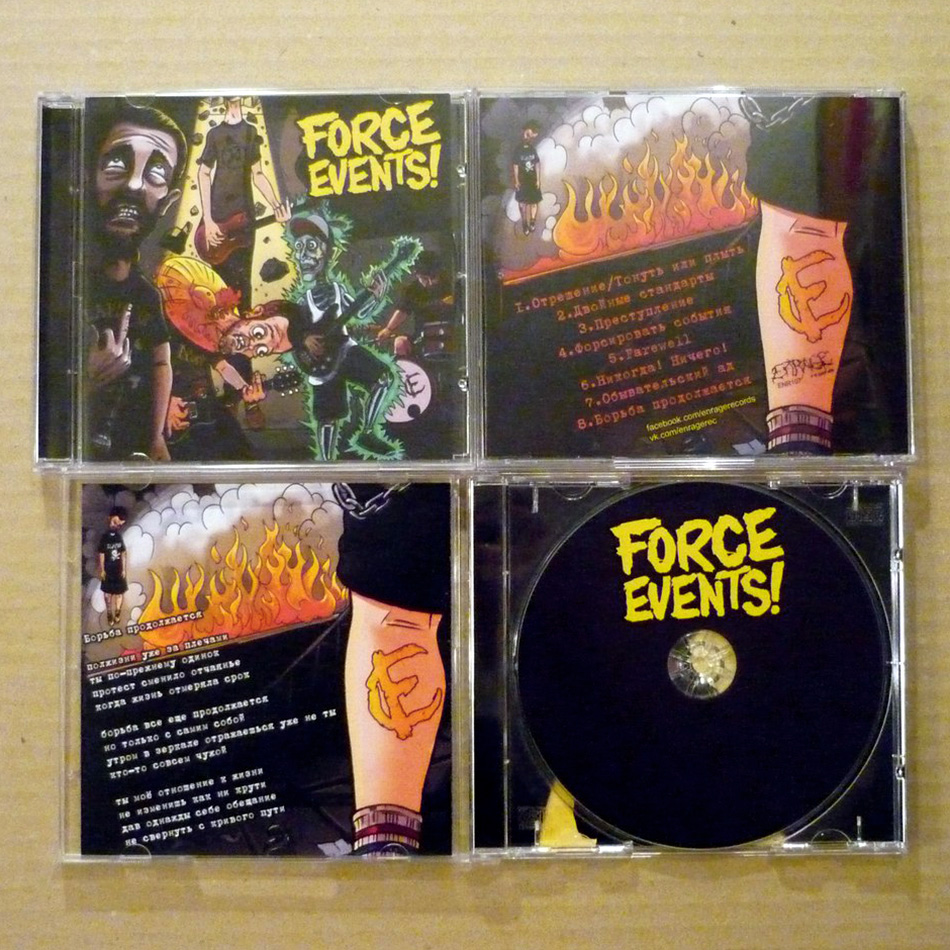 FORCE
EVENTS!
1.Отрешение/Тонуть или плыть
2.Двойные стандарты
3.Преступление
4.Форсировать события
5.Farewell
6.Никогда! Ничего!
7.Обывательский ад
8.Борьба продолжается
facebook.com/enragerecords
vk.com/enragerec
Борьба продолжается
полжизни уже за плечами
ты по-прежнему одинок
протест сменило отчаянье
когда жизнь отмеряла срок
борьба все еще продолжается
но только с самим собой
утром в зеркале отражаешься уже не ты
кто-то совсем чужой
ты моё отношение к жизни
не изменишь как ни крути
дав однажды себе обещание
не свернуть с кривого пути
FORCE
EVENTS!